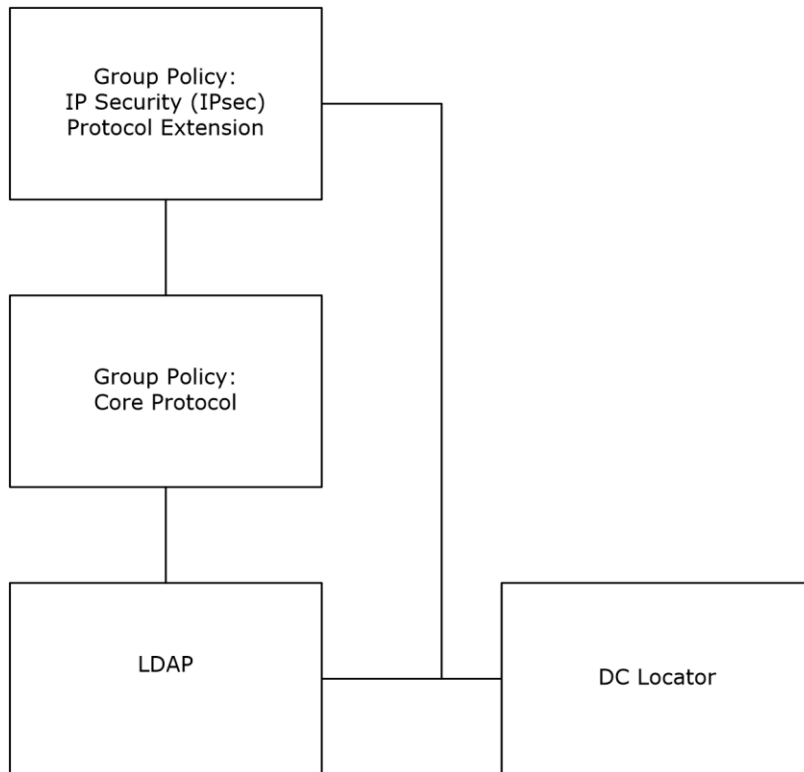 Group Policy:
IP Security (IPsec)
Protocol Extension
Group Policy:
Core Protocol
LDAP
DC Locator